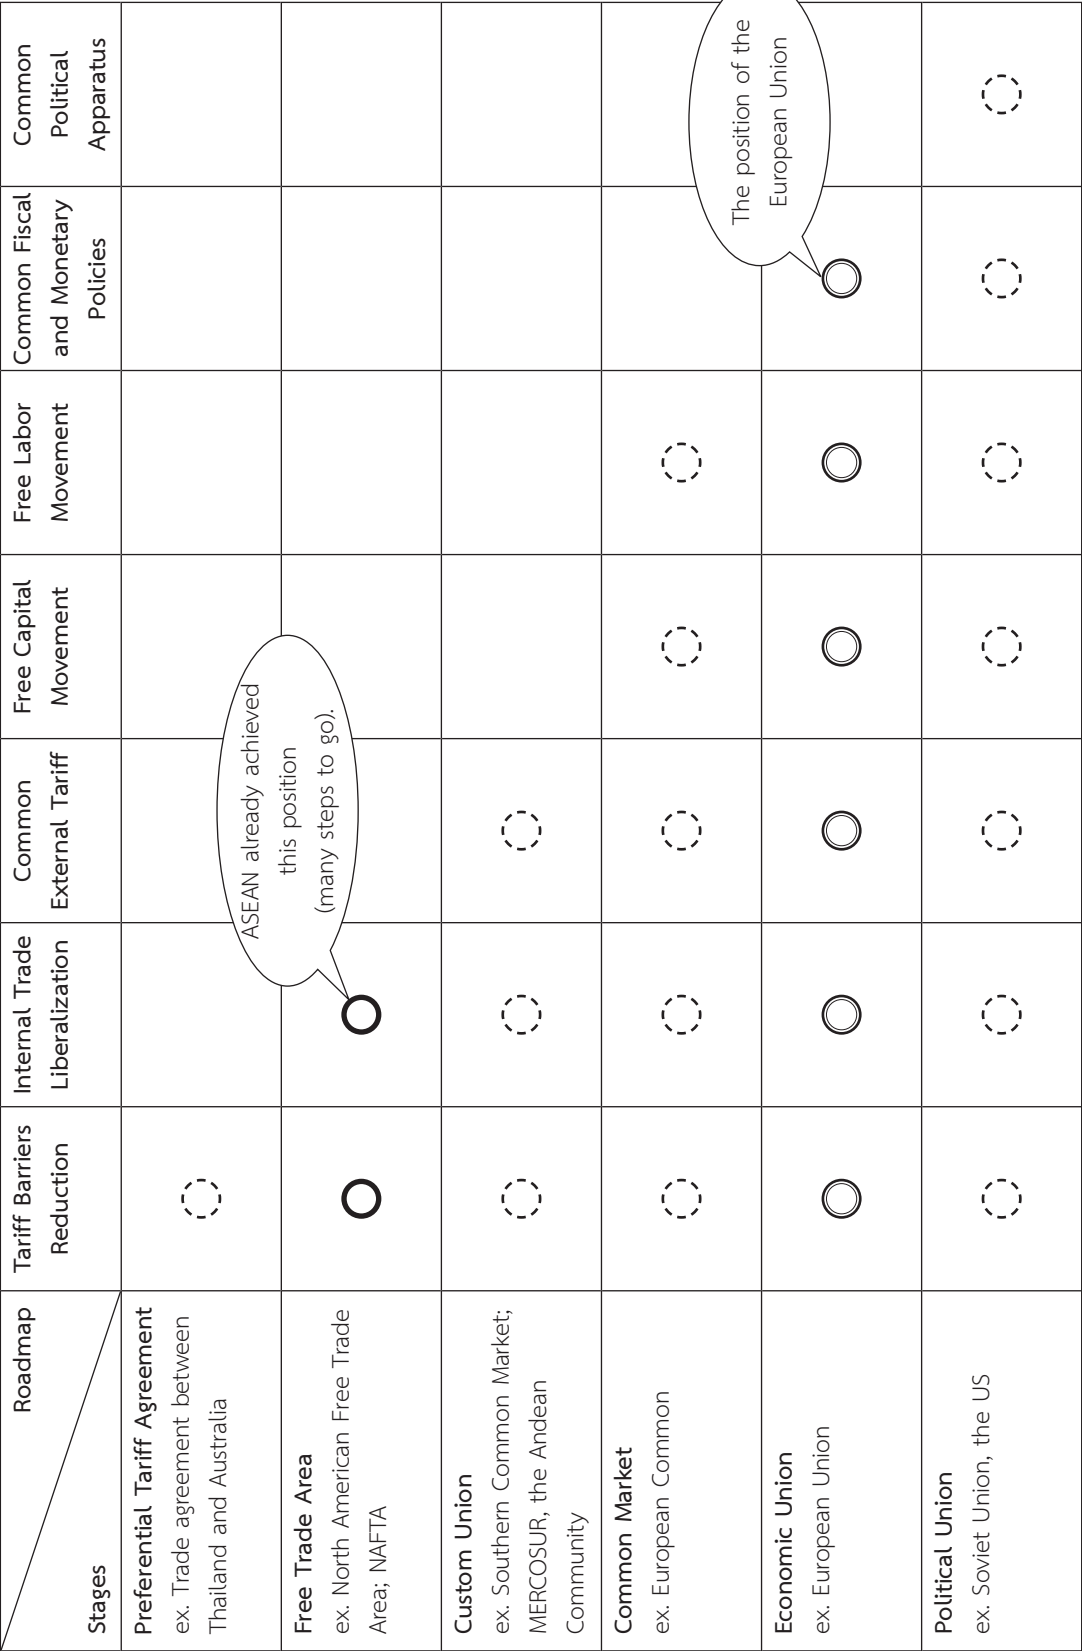 Roadmap
Stages
Tariff Barriers
Reduction
Internal Trade
Liberalization
Common
External Tariff
Free Capital
Movement
Free Labor
Movement
Common Fiscal
and Monetary
Policies
Common
Political
Apparatus
Preferential Tariff Agreement
ex. Trade agreement between
Thailand and Australia
Free Trade Area
ex. North American Free Trade
Area; NAFTA
ASEAN already achieved
this position
(many steps to go).
Custom Union
ex. Southern Common Market;
MERCOSUR, the Andean
Community
Common Market
ex. European Common
Economic Union
ex. European Union
The position of the
European Union
Political Union
ex. Soviet Union, the US